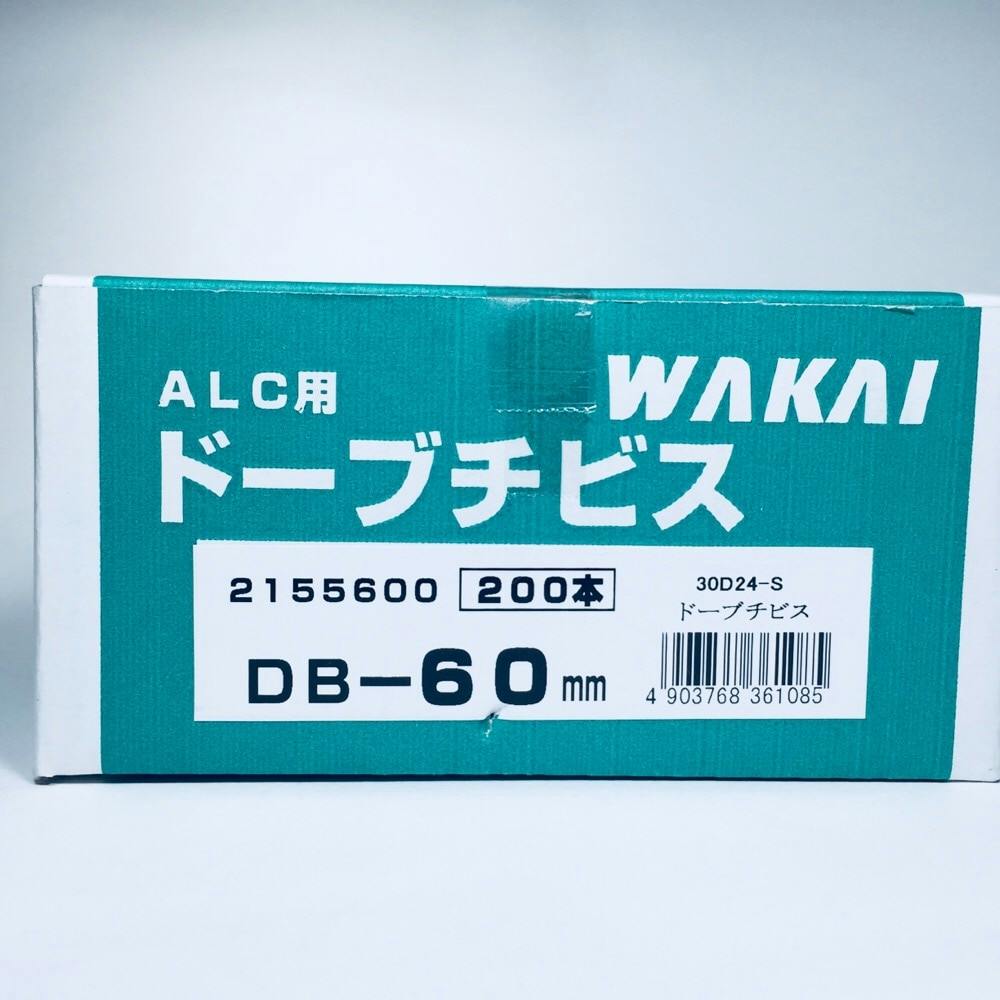 ALC用
WAKAI
ドーブチビス
2155600 200本
30D24-S
ドーブチビス
DB-60mm
4 903768 361085